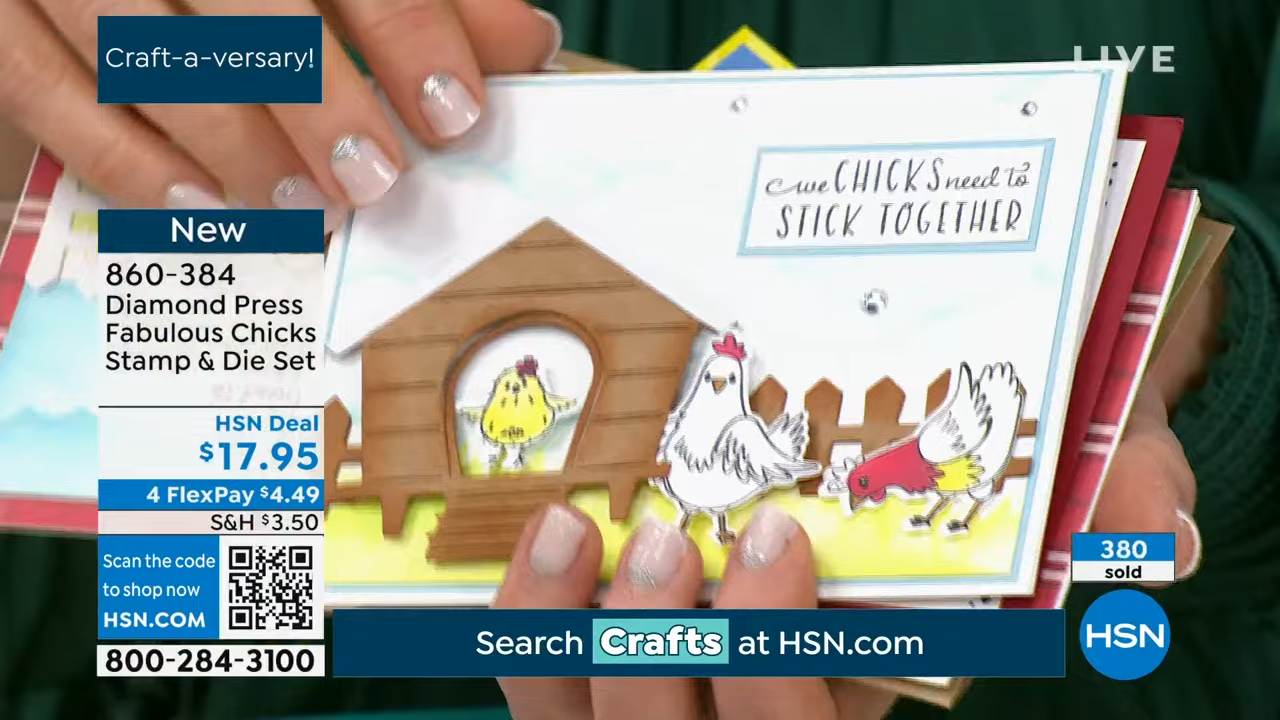 Craft-a-versary!
LIVE
we CHICKS need to
STICK TOGETHER
New
860-384
Diamond Press
Fabulous Chicks
Stamp & Die Set
HSN Deal
$17.95
4 FlexPay $4.49
S&H $3.50
Scan the code
to shop now
HSN.COM
800-284-3100
380
sold
Search Crafts at HSN.com
HSN